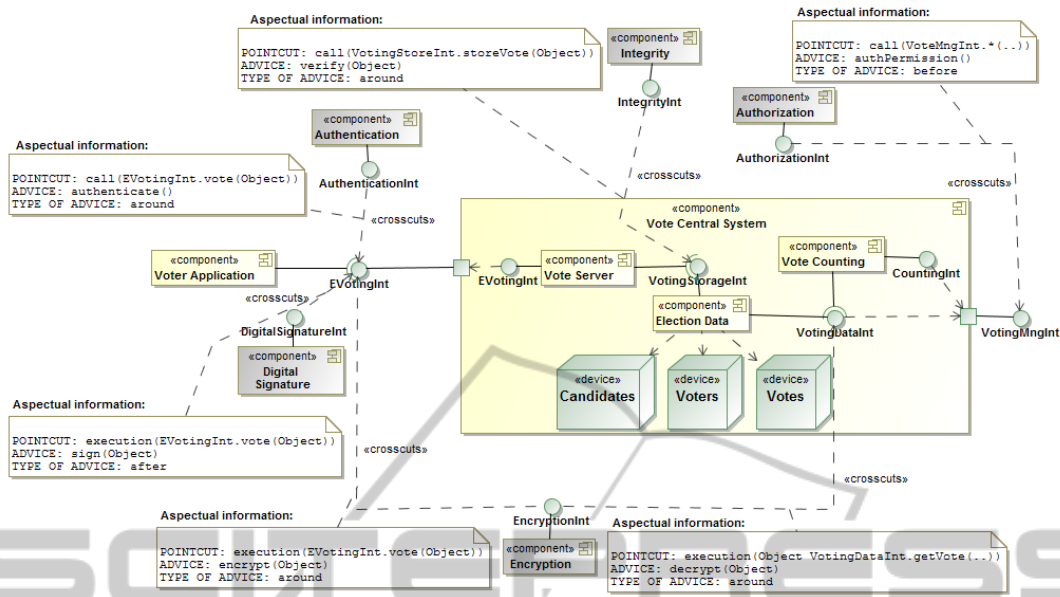 Aspectual information:
POINTCUT: call(VotingStoreInt.storeVote(Object))
ADVICE: verify(Object)
TYPE OF ADVICE: around
«component»
Integrity
IntegrityInt
Aspectual information:
POINTCUT: call(VoteMngInt.*(..))
ADVICE: authPermission()
TYPE OF ADVICE: before
«component»
Authorization
AuthorizationInt
«component»
Authentication
AuthenticationInt
Aspectual information:
POINTCUT: call(EVotingInt.vote(Object))
ADVICE: authenticate()
TYPE OF ADVICE: around
«crosscuts»
«crosscuts»
«crosscuts»
«component»
Vote Central System
«component»
Voter Application
EVotingInt
EVotingInt
«component»
Vote Server
VotingStorageInt
«component»
Vote Counting
CountingInt
«component»
Election Data
VotingDataInt
VotingMngInt
«crosscuts»
DigitalSignatureInt
«component»
Digital
Signature
«device»
Candidates
«device»
Voters
«device»
Votes
Aspectual information:
POINTCUT: execution(EVotingInt.vote(Object))
ADVICE: sign(Object)
TYPE OF ADVICE: after
«crosscuts»
«crosscuts»
Aspectual information:
POINTCUT: execution(EVotingInt.vote(Object))
ADVICE: encrypt(Object)
TYPE OF ADVICE: around
EncryptionInt
«component»
Encryption
Aspectual information:
POINTCUT: execution(Object VotingDataInt.getVote(..))
ADVICE: decrypt(Object)
TYPE OF ADVICE: around
SCITEPRESS